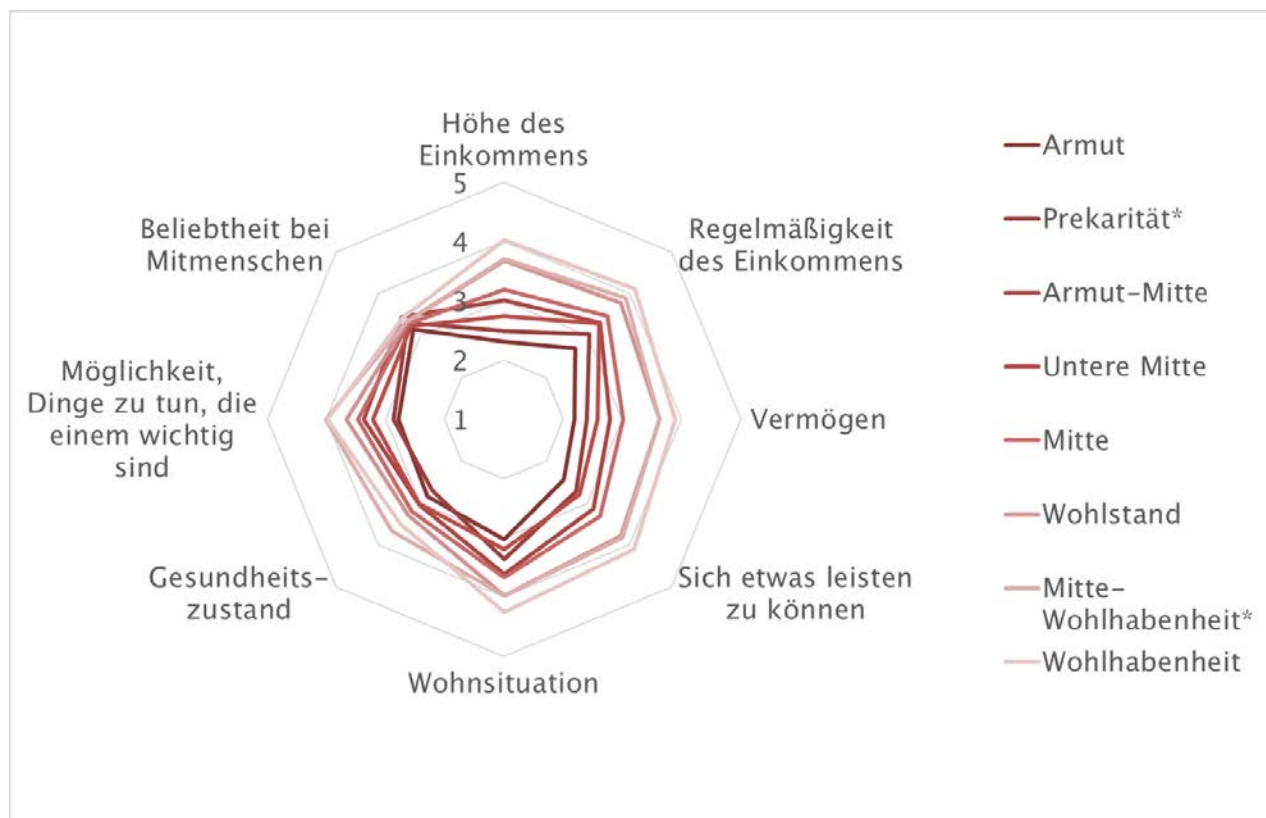 Höhe des
Einkommens
5
4
3
2
1
Regelmäßigkeit
des Einkommens
Vermögen
Sich etwas leisten
zu können
Wohnsituation
Gesundheits-
zustand
Möglichkeit,
Dinge zu tun, die
einem wichtig
sind
Beliebtheit bei
Mitmenschen
Armut
Prekarität*
Armut-Mitte
Untere Mitte
Mitte
Wohlstand
Mitte-
Wohlhabenheit*
Wohlhabenheit